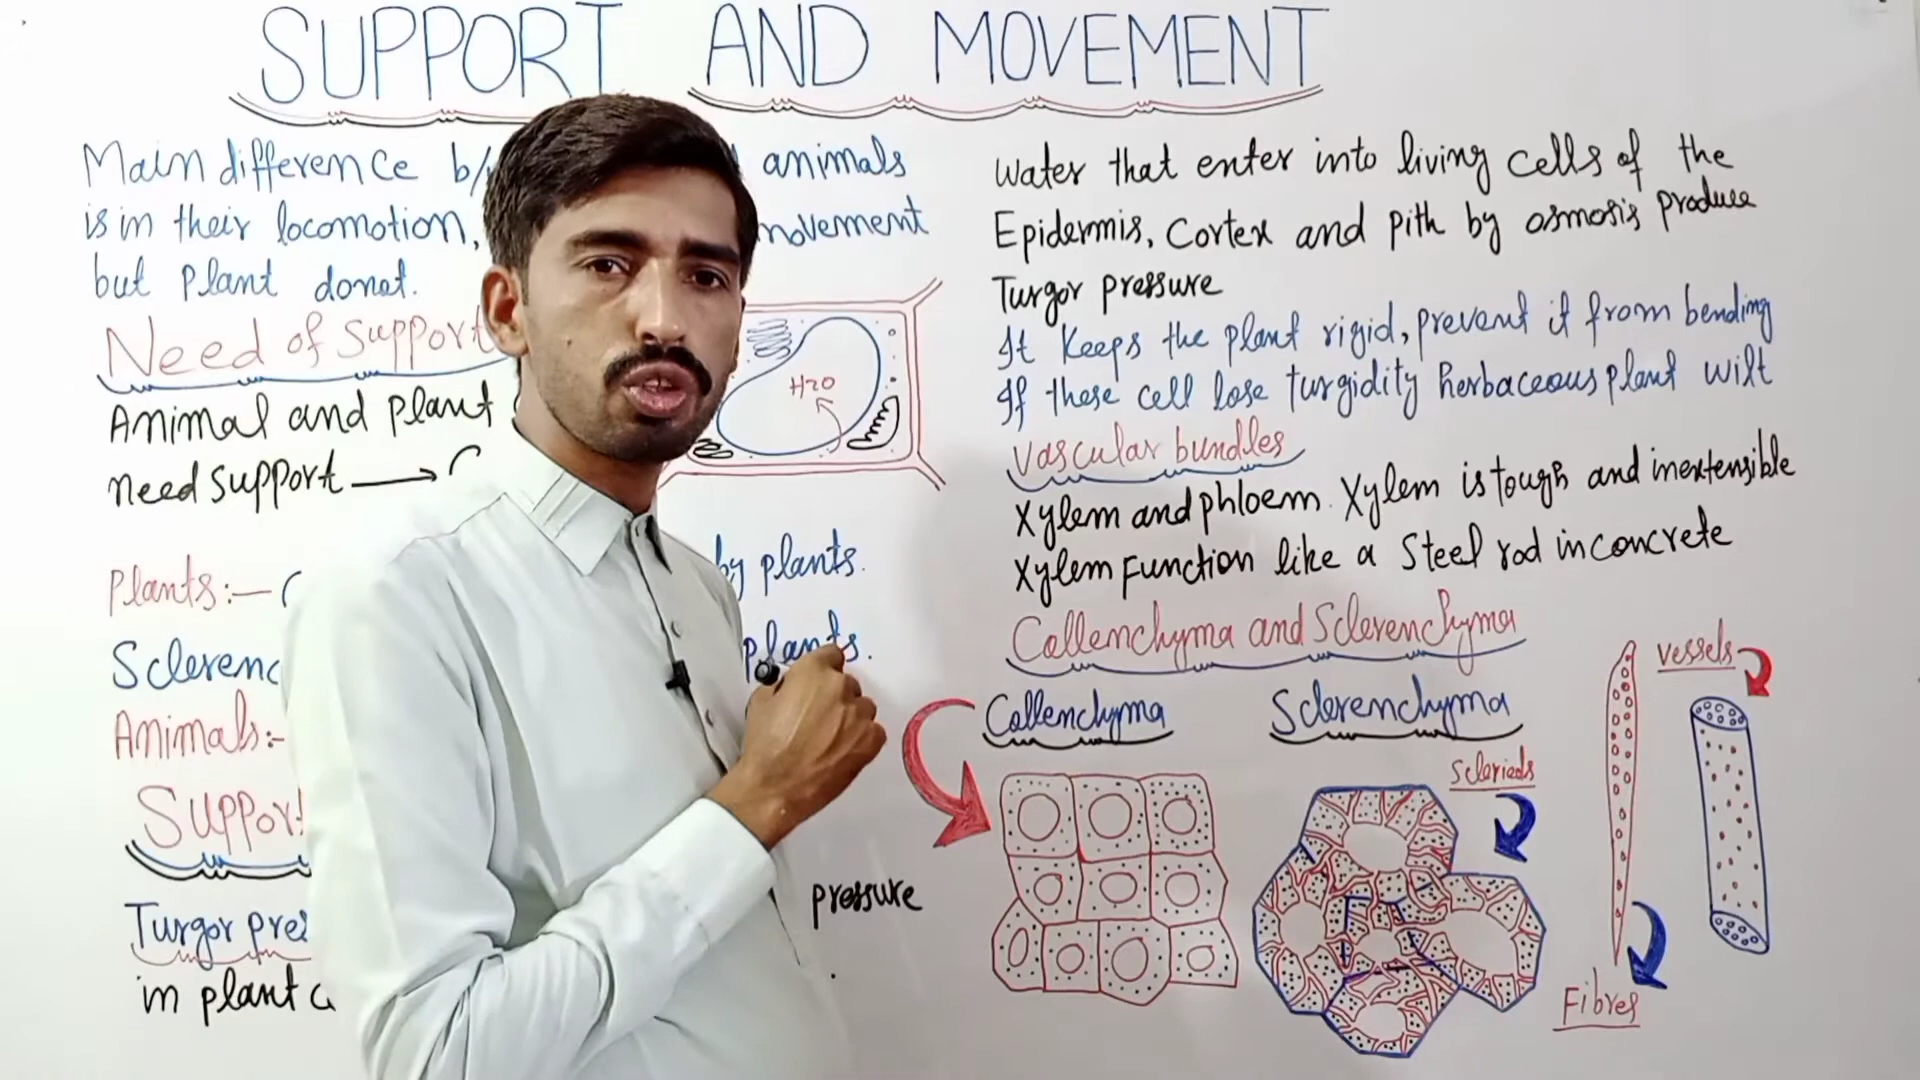 SUPPORT AND MOVEMENT
Main difference b/ animals
is in their locomotion, movement
but plant donot.
Need of support
Animal and plant
need support →
Plants:-
Animals:-
Support
Turgor
in plant
H2O
by plants.
plants.
pressure
Water that enter into living cells of the
Epidermis, Cortex and pith by osmosis produce
Turgor pressure
It Keeps the plant rigid, prevent it from bending
If these cell lose turgidity herbaceous plant wilt
Vascular bundles
Xylem and phloem. Xylem is tough and inextensible
Xylem Function like a Steel rod in concrete
Collenchyma and Sclerenchyma
Collenchyma
Sclerenchyma
Sclerieds
vessels
Fibres